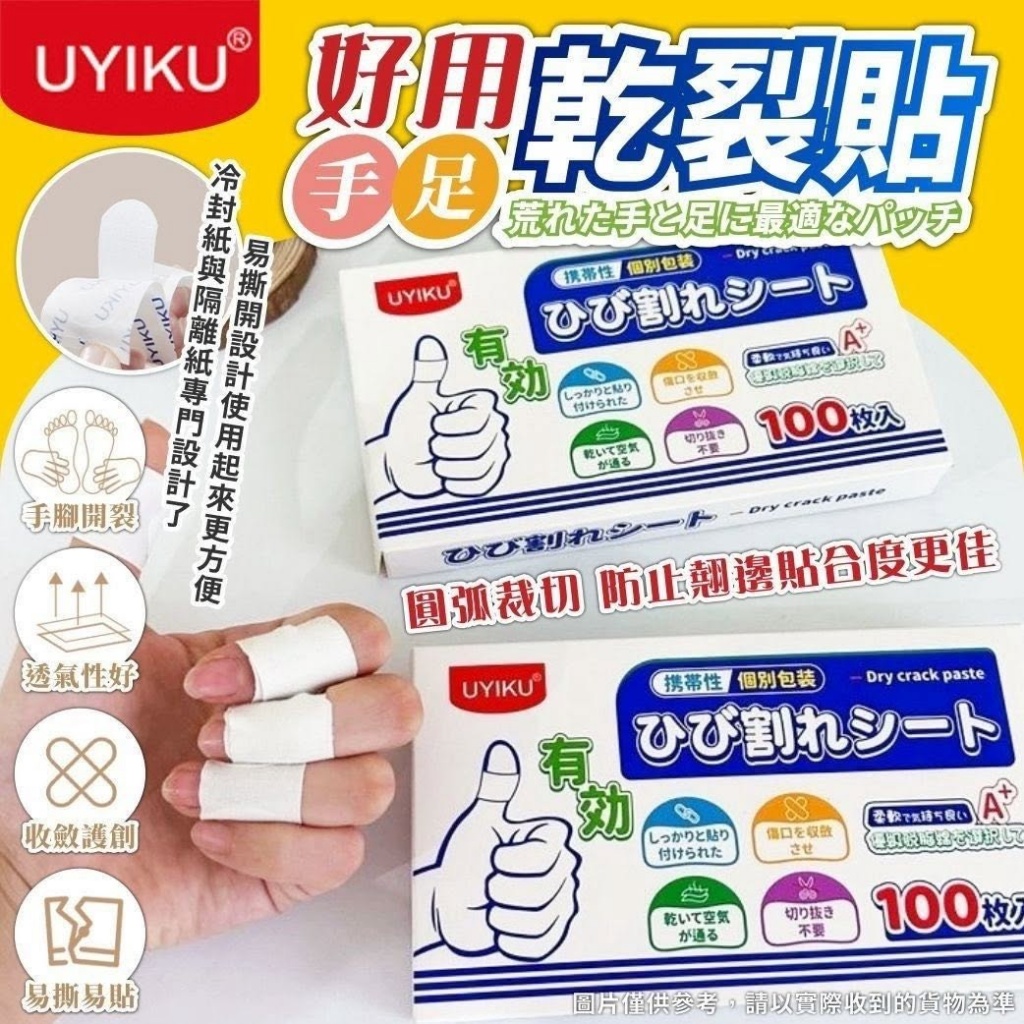 UYIKU®
好用
手足
乾裂貼
荒れた手と足に最適なパッチ
易撕開設計使用起來更方便
冷封紙與隔離紙專門設計了
UYIKU
UYIKU
手腳開裂
透氣性好
收斂護創
易撕易貼
Dry crack paste
UYIKU®
携帯性 個別包装
ひび割れシート
有効
しっかりと貼り
付けられた
傷口を収斂
させ
柔軟で気持ち良い
A+
乾いて空気
が通る
切り抜き
不要
100枚入
ひび割れシート – Dry crack paste
圓弧裁切 防止翹邊貼合度更佳
UYIKU®
携帯性 個別包装 – Dry crack paste
ひび割れシート
有効
しっかりと貼り
付けられた
傷口を収斂
させ
柔軟で気持ち良い
A+
乾いて空気
が通る
切り抜き
不要
100枚入
圖片僅供參考，請以實際收到的貨物為準